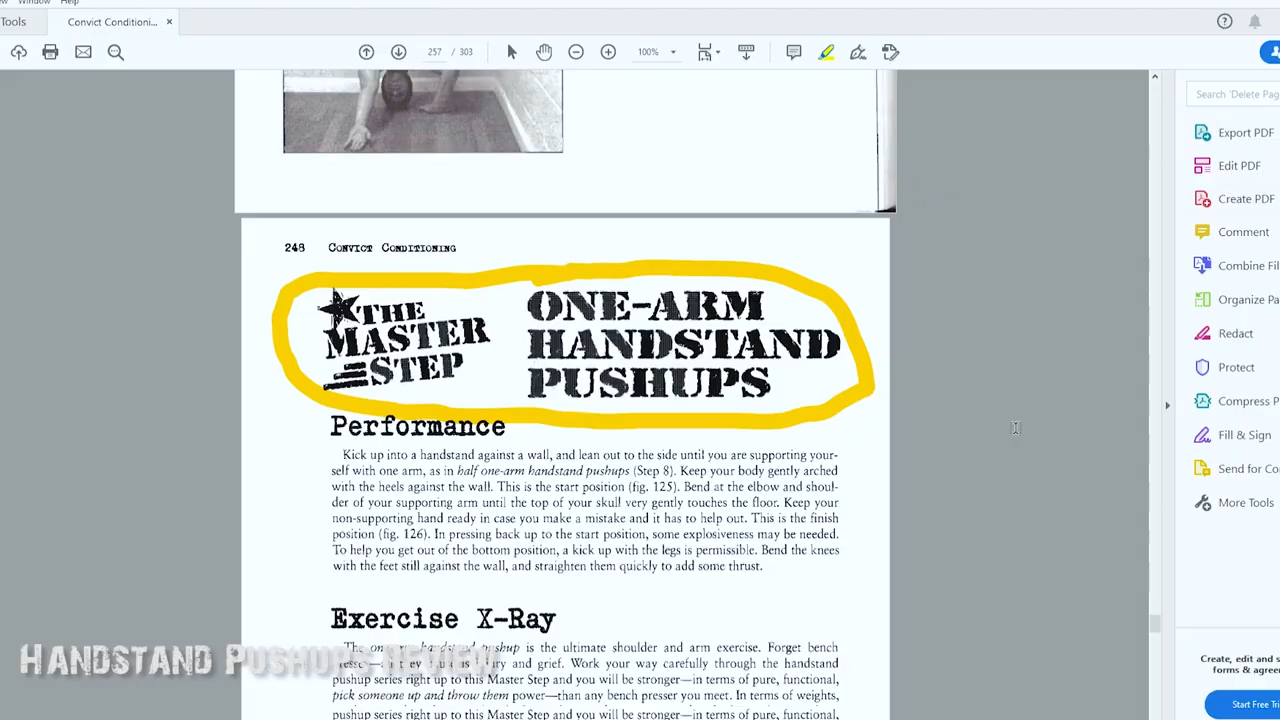 Window Help
Tools
Convict Conditioni... ×
257 / 303
100%
Search 'Delete Pag
Export PDF
Edit PDF
Create PDF
Comment
Combine Fil
Organize Pa
Redact
Protect
Compress P
Fill & Sign
Send for Co
More Tools
Create, edit and s
forms & agree
Start Free Tri
248 CONVICT CONDITIONING
THE
MASTER
STEP
ONE-ARM
HANDSTAND
PUSHUPS
Performance
Kick up into a handstand against a wall, and lean out to the side until you are supporting your-
self with one arm, as in half one-arm handstand pushups (Step 8). Keep your body gently arched
with the heels against the wall. This is the start position (fig. 125). Bend at the elbow and shoul-
der of your supporting arm until the top of your skull very gently touches the floor. Keep your
non-supporting hand ready in case you make a mistake and it has to help out. This is the finish
position (fig. 126). In pressing back up to the start position, some explosiveness may be needed.
To help you get out of the bottom position, a kick up with the legs is permissible. Bend the knees
with the feet still against the wall, and straighten them quickly to add some thrust.
Exercise X-Ray
The one-arm handstand pushup is the ultimate shoulder and arm exercise. Forget bench
and grief. Work your way carefully through the handstand
pushup series right up to this Master Step and you will be stronger—in terms of pure, functional,
pick someone up and throw them power—than any bench presser you meet. In terms of weights,
pushup series right up to this Master Step and you will be stronger—in terms of pure, functional,
HANDSTAND PUSHUPS REVIEW